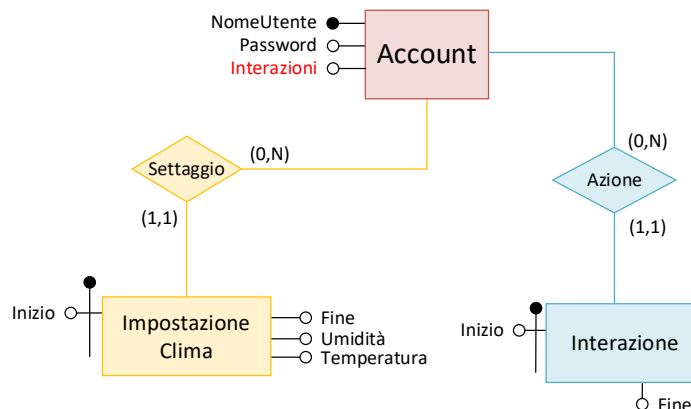 NomeUtente
Password
Interazioni
Account
(0,N)
Settaggio
(0,N)
Azione
(1,1)
(1,1)
Inizio
Impostazione
Clima
Fine
Umidità
Temperatura
Inizio
Interazione
Fine